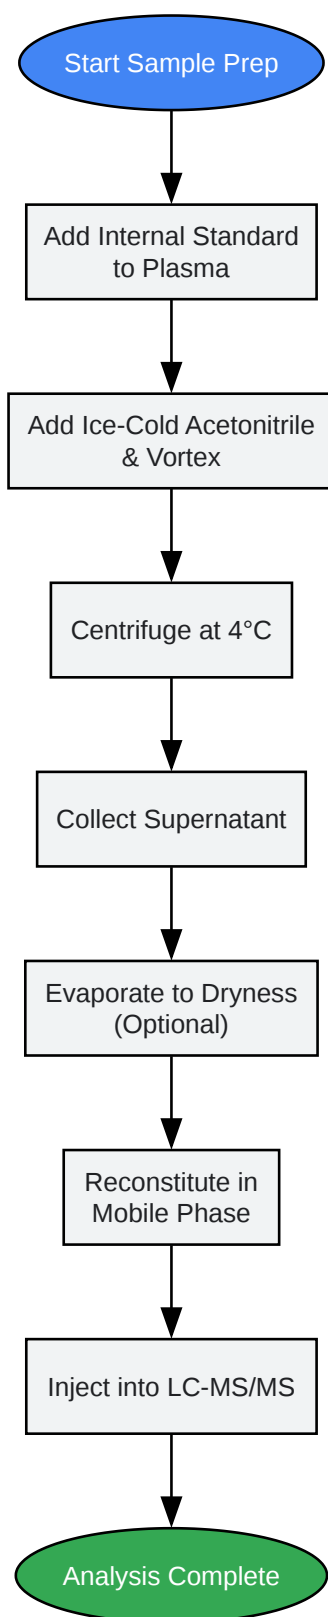 Start Sample Prep
Add Internal Standard
to Plasma
Add Ice-Cold Acetonitrile
& Vortex
Centrifuge at 4°C
Collect Supernatant
Evaporate to Dryness
(Optional)
Reconstitute in
Mobile Phase
Inject into LC-MS/MS
Analysis Complete